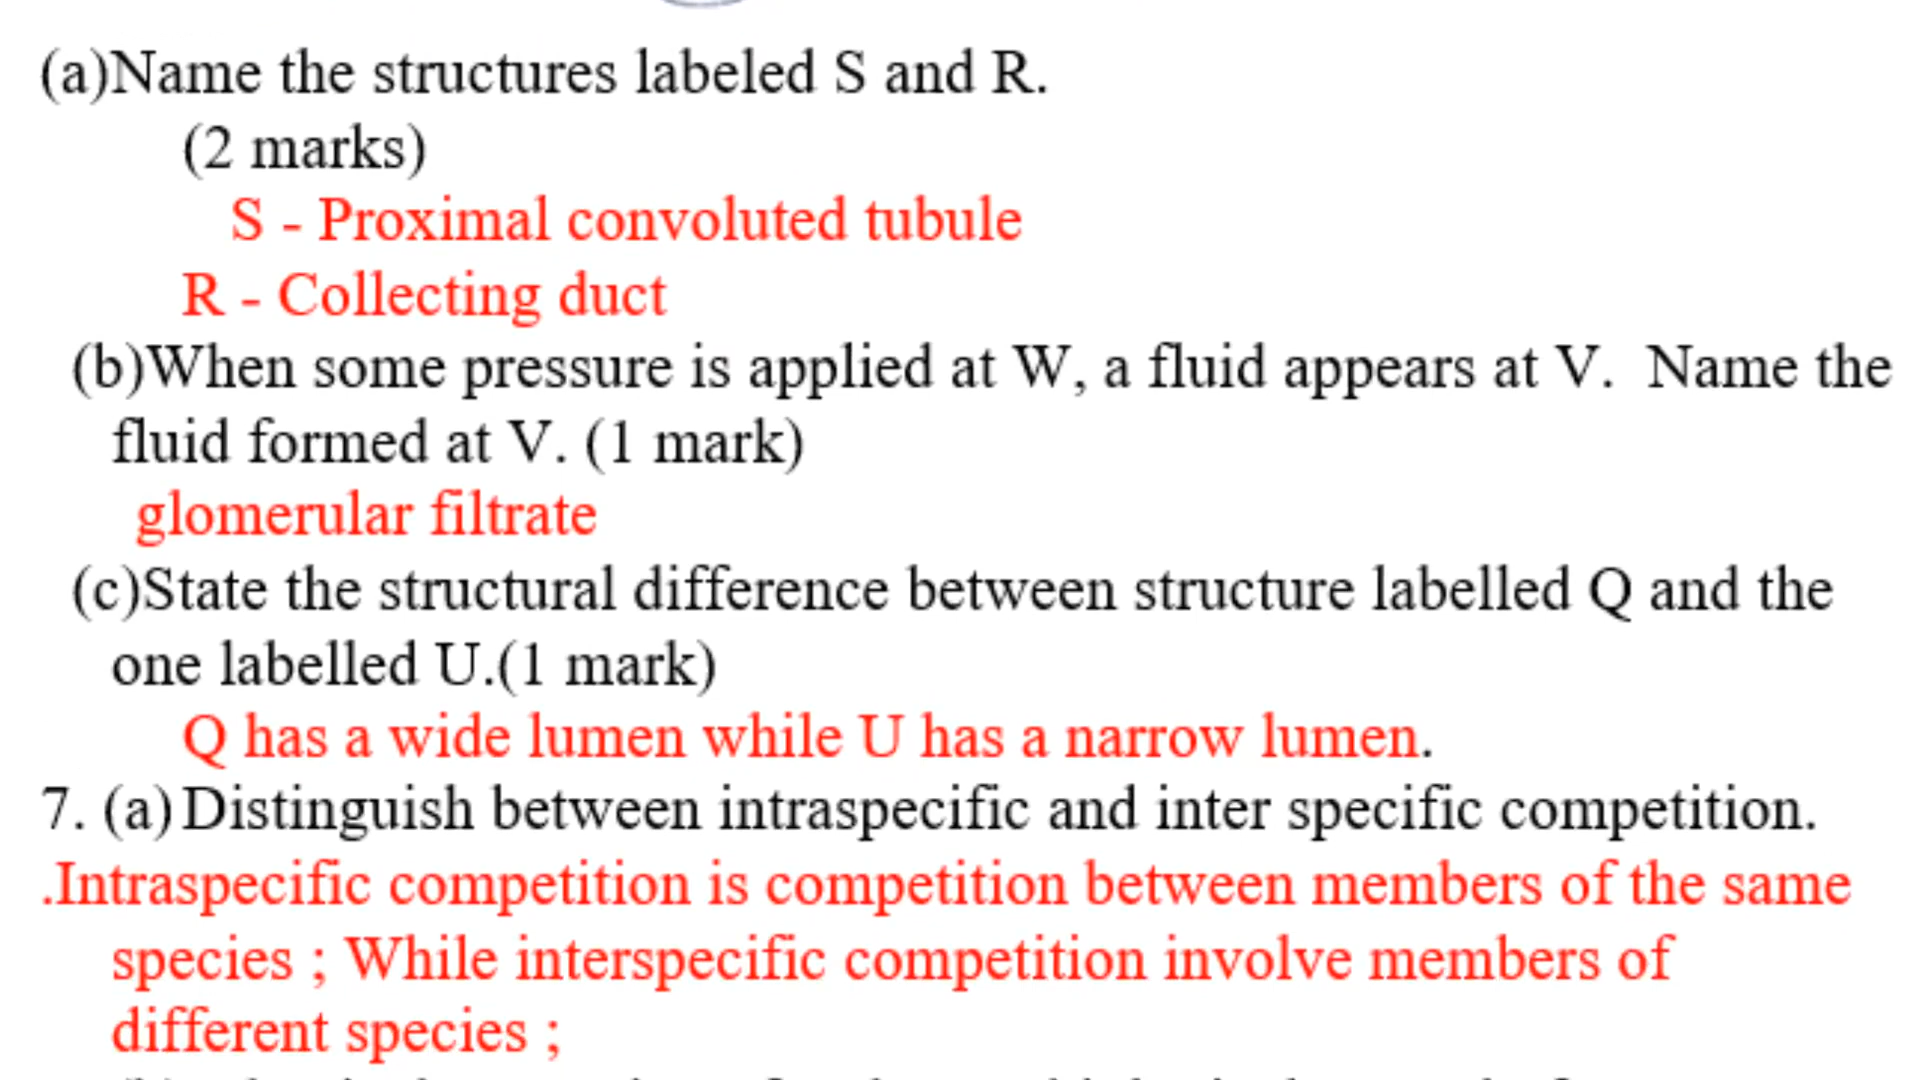 (a)Name the structures labeled S and R.
(2 marks)
S - Proximal convoluted tubule
R - Collecting duct
(b)When some pressure is applied at W, a fluid appears at V. Name the
fluid formed at V. (1 mark)
glomerular filtrate
(c)State the structural difference between structure labelled Q and the
one labelled U.(1 mark)
Q has a wide lumen while U has a narrow lumen.
7. (a) Distinguish between intraspecific and inter specific competition.
.Intraspecific competition is competition between members of the same
species ; While interspecific competition involve members of
different species ;